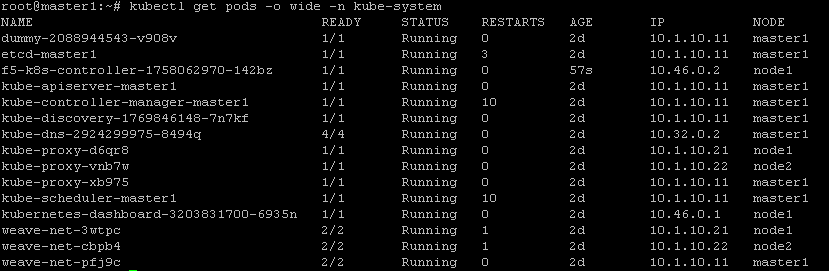 root@master1:~# kubectl get pods -o wide -n kube-system
NAME READY STATUS RESTARTS AGE IP NODE
dummy-2088944543-v908v 1/1 Running 0 2d 10.1.10.11 master1
etcd-master1 1/1 Running 3 2d 10.1.10.11 master1
f5-k8s-controller-1758062970-142bz 1/1 Running 0 57s 10.46.0.2 node1
kube-apiserver-master1 1/1 Running 0 2d 10.1.10.11 master1
kube-controller-manager-master1 1/1 Running 10 2d 10.1.10.11 master1
kube-discovery-1769846148-7n7kf 1/1 Running 0 2d 10.1.10.11 master1
kube-dns-2924299975-8494q 4/4 Running 0 2d 10.32.0.2 master1
kube-proxy-d6qr8 1/1 Running 0 2d 10.1.10.21 node1
kube-proxy-vnb7w 1/1 Running 0 2d 10.1.10.22 node2
kube-proxy-xb975 1/1 Running 0 2d 10.1.10.11 master1
kube-scheduler-master1 1/1 Running 10 2d 10.1.10.11 master1
kubernetes-dashboard-3203831700-6935n 1/1 Running 0 2d 10.46.0.1 node1
weave-net-3wtpc 2/2 Running 1 2d 10.1.10.21 node1
weave-net-cbpb4 2/2 Running 1 2d 10.1.10.22 node2
weave-net-pfj9c 2/2 Running 0 2d 10.1.10.11 master1